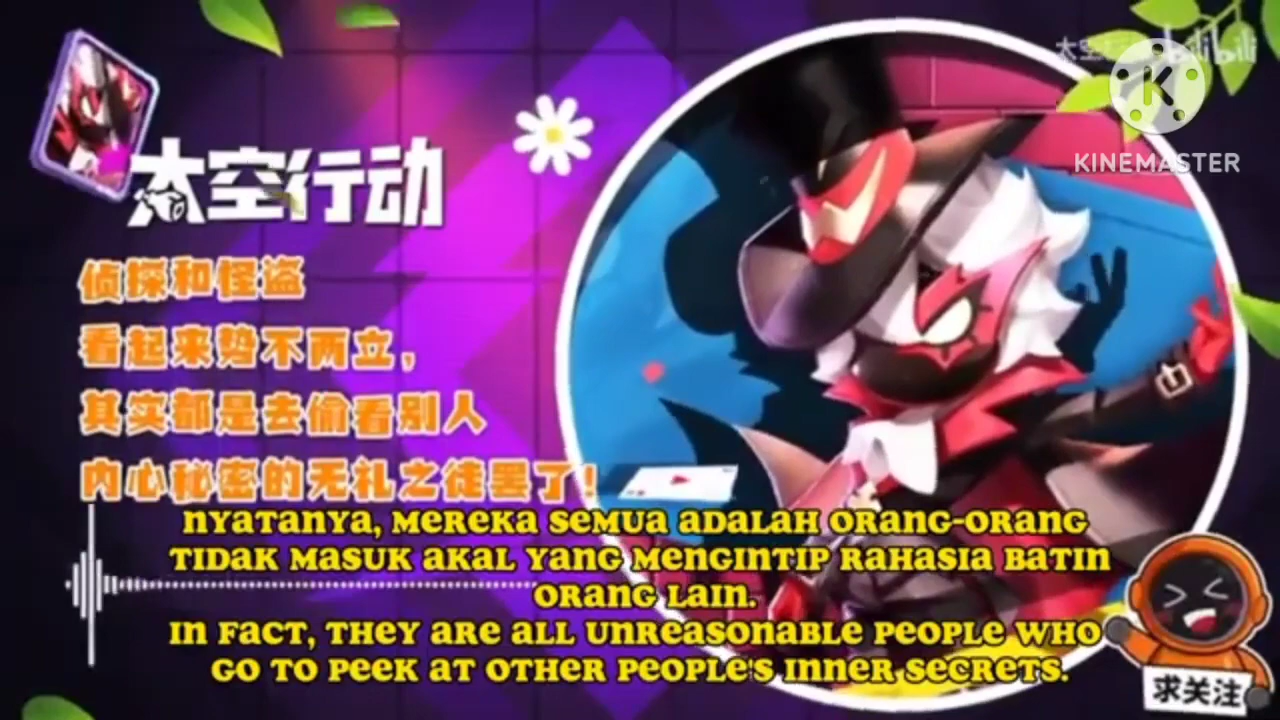 太空行动
bilibili
KINEMASTER
侦探和怪盗
看起来势不两立，
其实都是去偷看别人
内心秘密的无礼之徒罢了！
NYATANYA, MEREKA SEMUA ADALAH ORANG-ORANG
TIDAK MASUK AKAL YANG MENGINTIP RAHASIA BATIN
ORANG LAIN.
IN FACT, THEY ARE ALL UNREASONABLE PEOPLE WHO
GO TO PEEK AT OTHER PEOPLE'S INNER SECRETS.
求关注